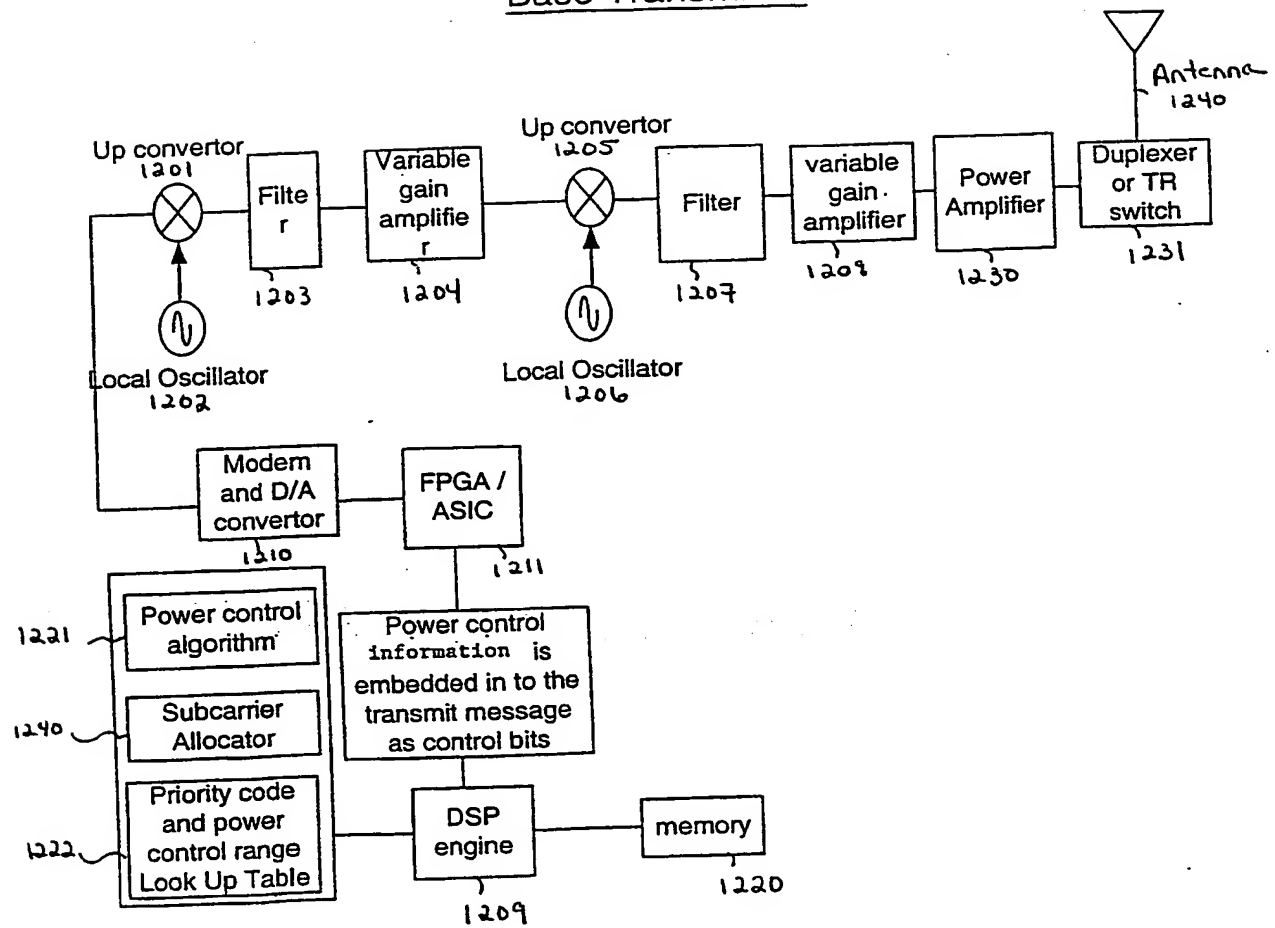 Antenna
1240
Up convertor
1201
Filte
r
1203
Variable
gain
amplifie
r
1204
Up convertor
1205
Filter
1207
variable
gain
amplifier
1208
Power
Amplifier
1230
Duplexer
or TR
switch
1231
Local Oscillator
1202
Local Oscillator
1206
Modem
and D/A
convertor
1210
FPGA /
ASIC
1211
1221
Power control
algorithm
1240
Subcarrier
Allocator
1222
Priority code
and power
control range
Look Up Table
Power control
information is
embedded in to the
transmit message
as control bits
DSP
engine
1209
memory
1220